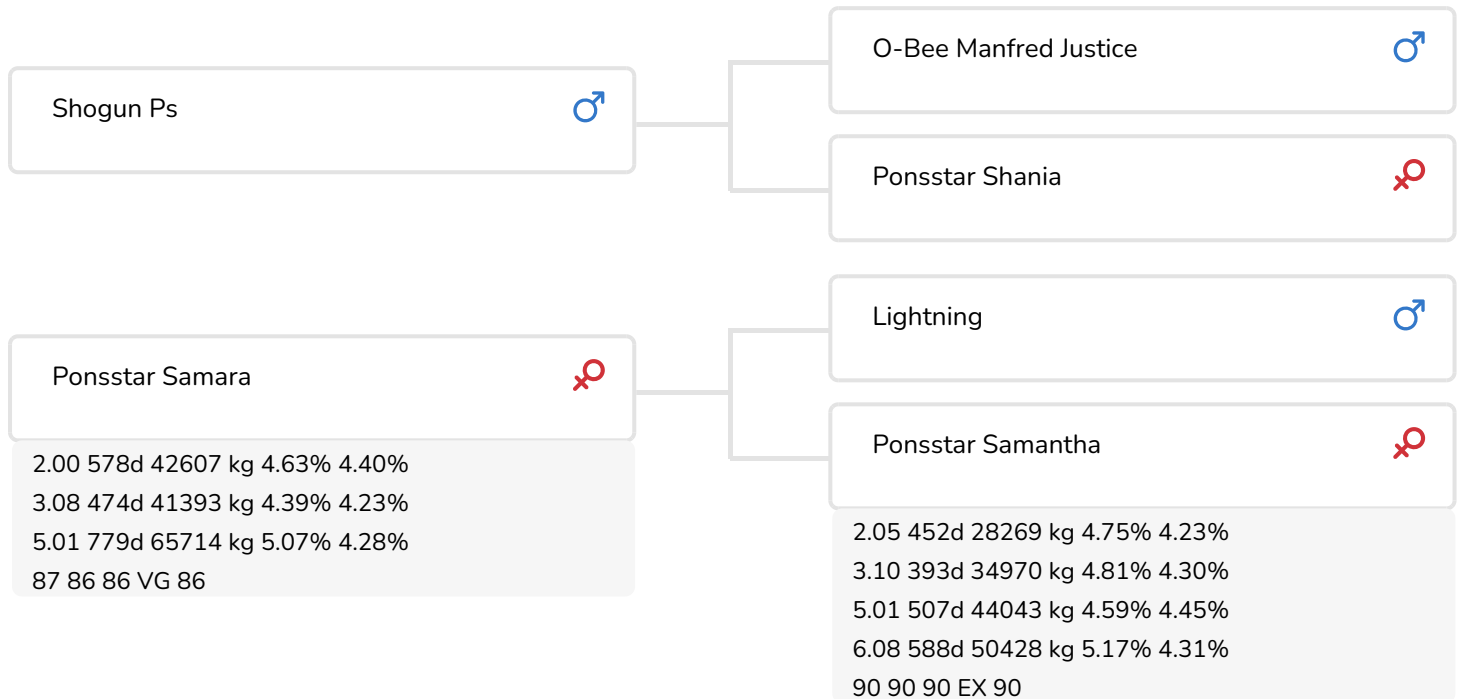 Shogun Ps
Ponsstar Samara
2.00 578d 42607 kg 4.63% 4.40%
3.08 474d 41393 kg 4.39% 4.23%
5.01 779d 65714 kg 5.07% 4.28%
87 86 86 VG 86
O-Bee Manfred Justice
Ponsstar Shania
Lightning
Ponsstar Samantha
2.05 452d 28269 kg 4.75% 4.23%
3.10 393d 34970 kg 4.81% 4.30%
5.01 507d 44043 kg 4.59% 4.45%
6.08 588d 50428 kg 5.17% 4.31%
90 90 90 EX 90